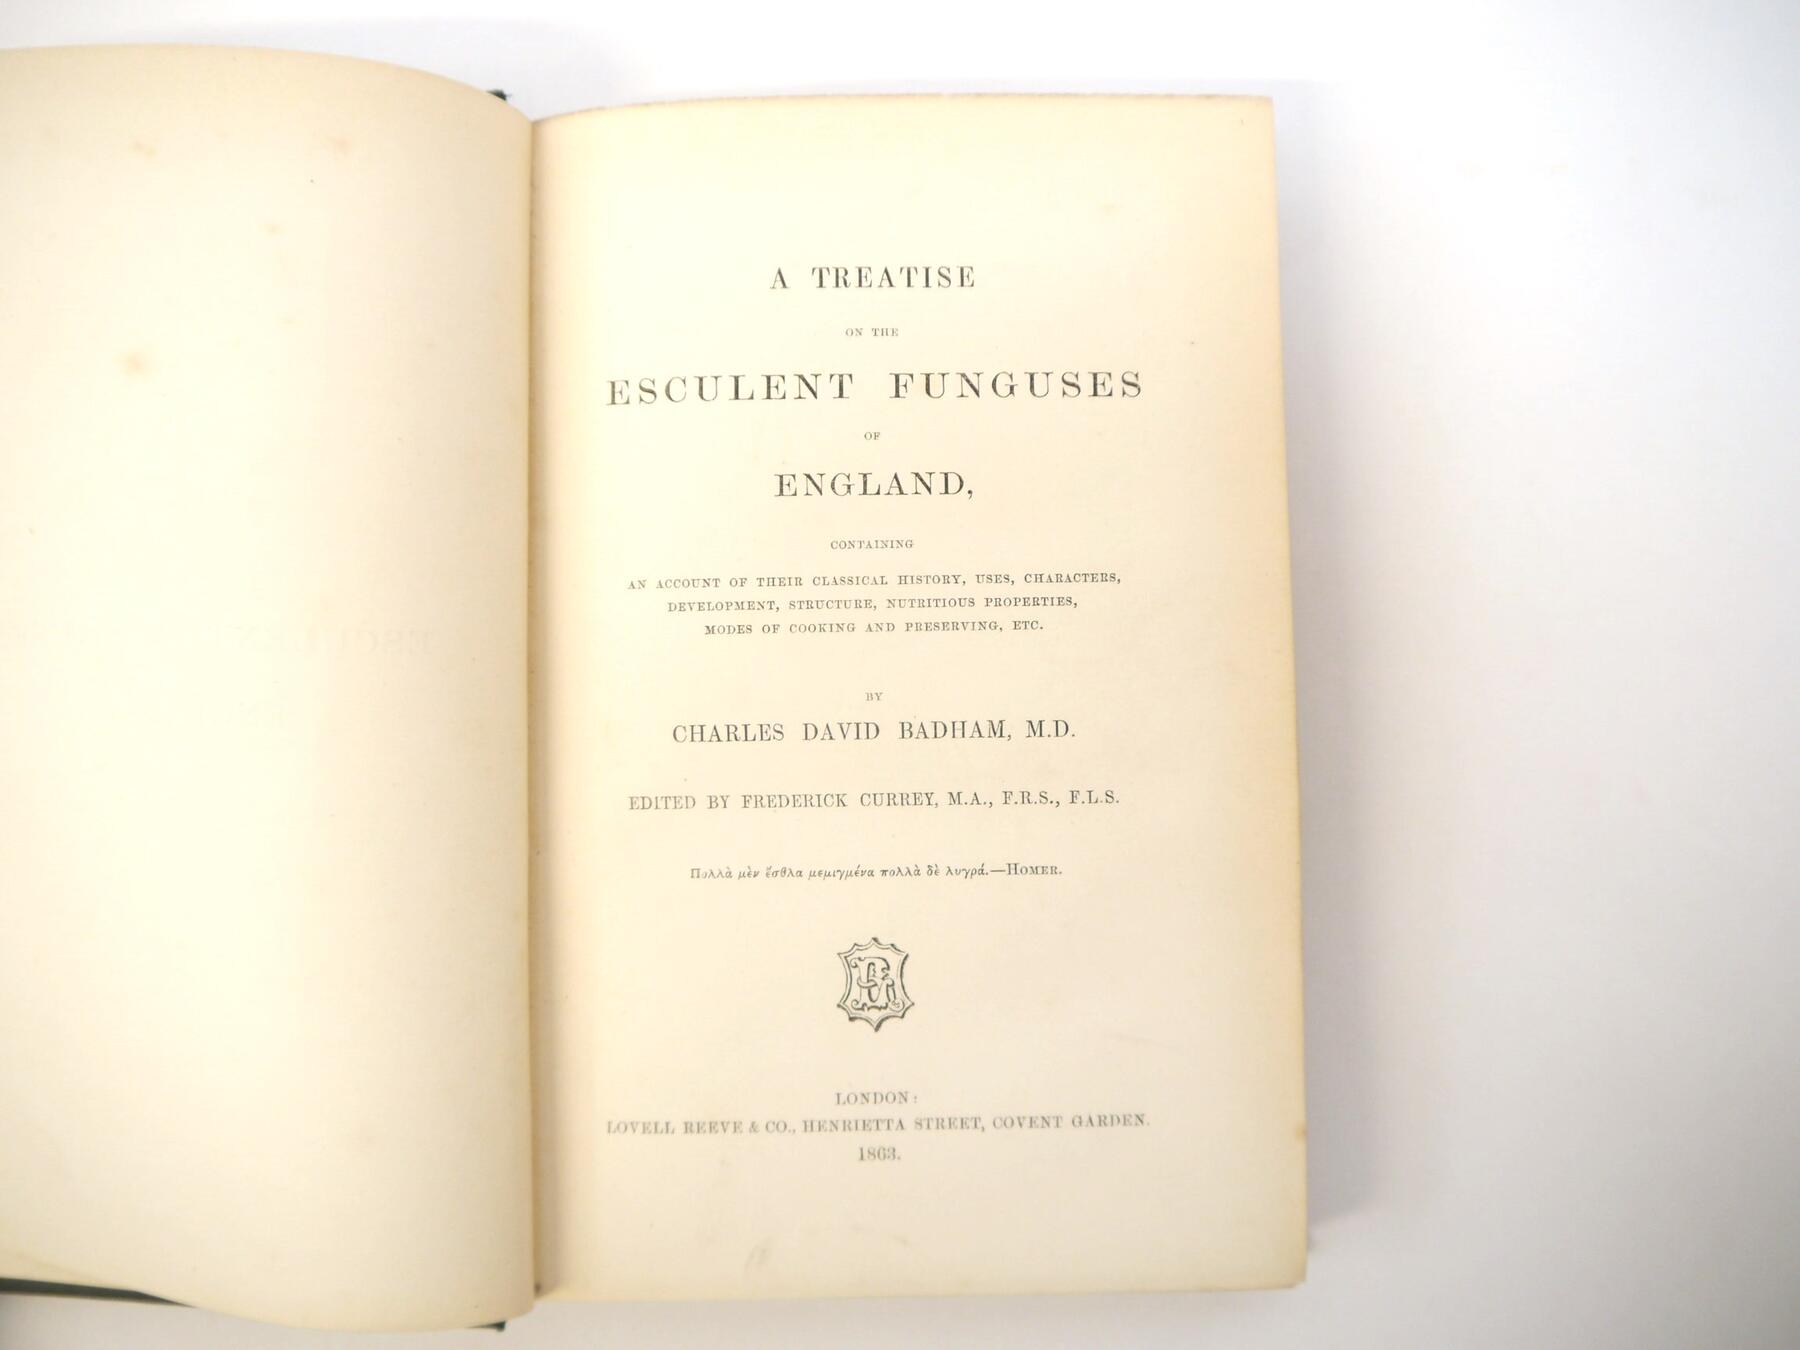 A TREATISE
ON THE
ESCULENT FUNGUSES
OF
ENGLAND,
CONTAINING
AN ACCOUNT OF THEIR CLASSICAL HISTORY, USES, CHARACTERS,
DEVELOPMENT, STRUCTURE, NUTRITIOUS PROPERTIES,
MODES OF COOKING AND PRESERVING, ETC.
BY
CHARLES DAVID BADHAM, M.D.
EDITED BY FREDERICK CURREY, M.A., F.R.S., F.L.S.
Πολλὰ μὲν ἔσθλα μεμιγμένα πολλὰ δὲ λυγρά.—HOMER.
LONDON:
LOVELL REEVE & CO., HENRIETTA STREET, COVENT GARDEN.
1863.